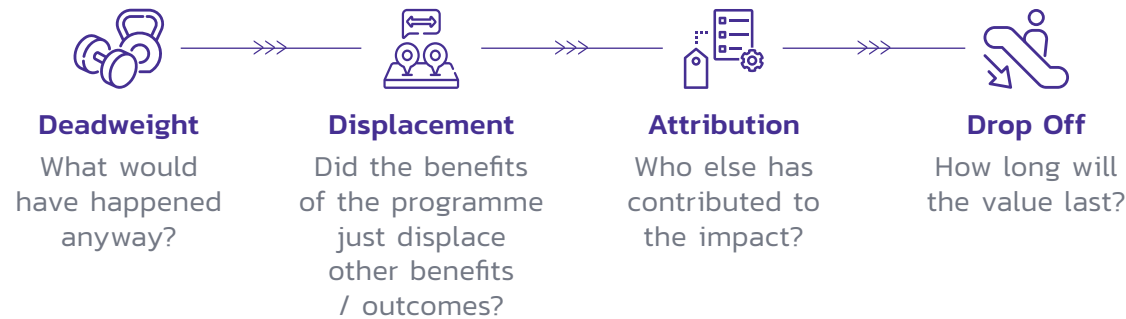 Deadweight
What would
have happened
anyway?
Displacement
Did the benefits
of the programme
just displace
other benefits
/ outcomes?
Attribution
Who else has
contributed to
the impact?
Drop Off
How long will
the value last?